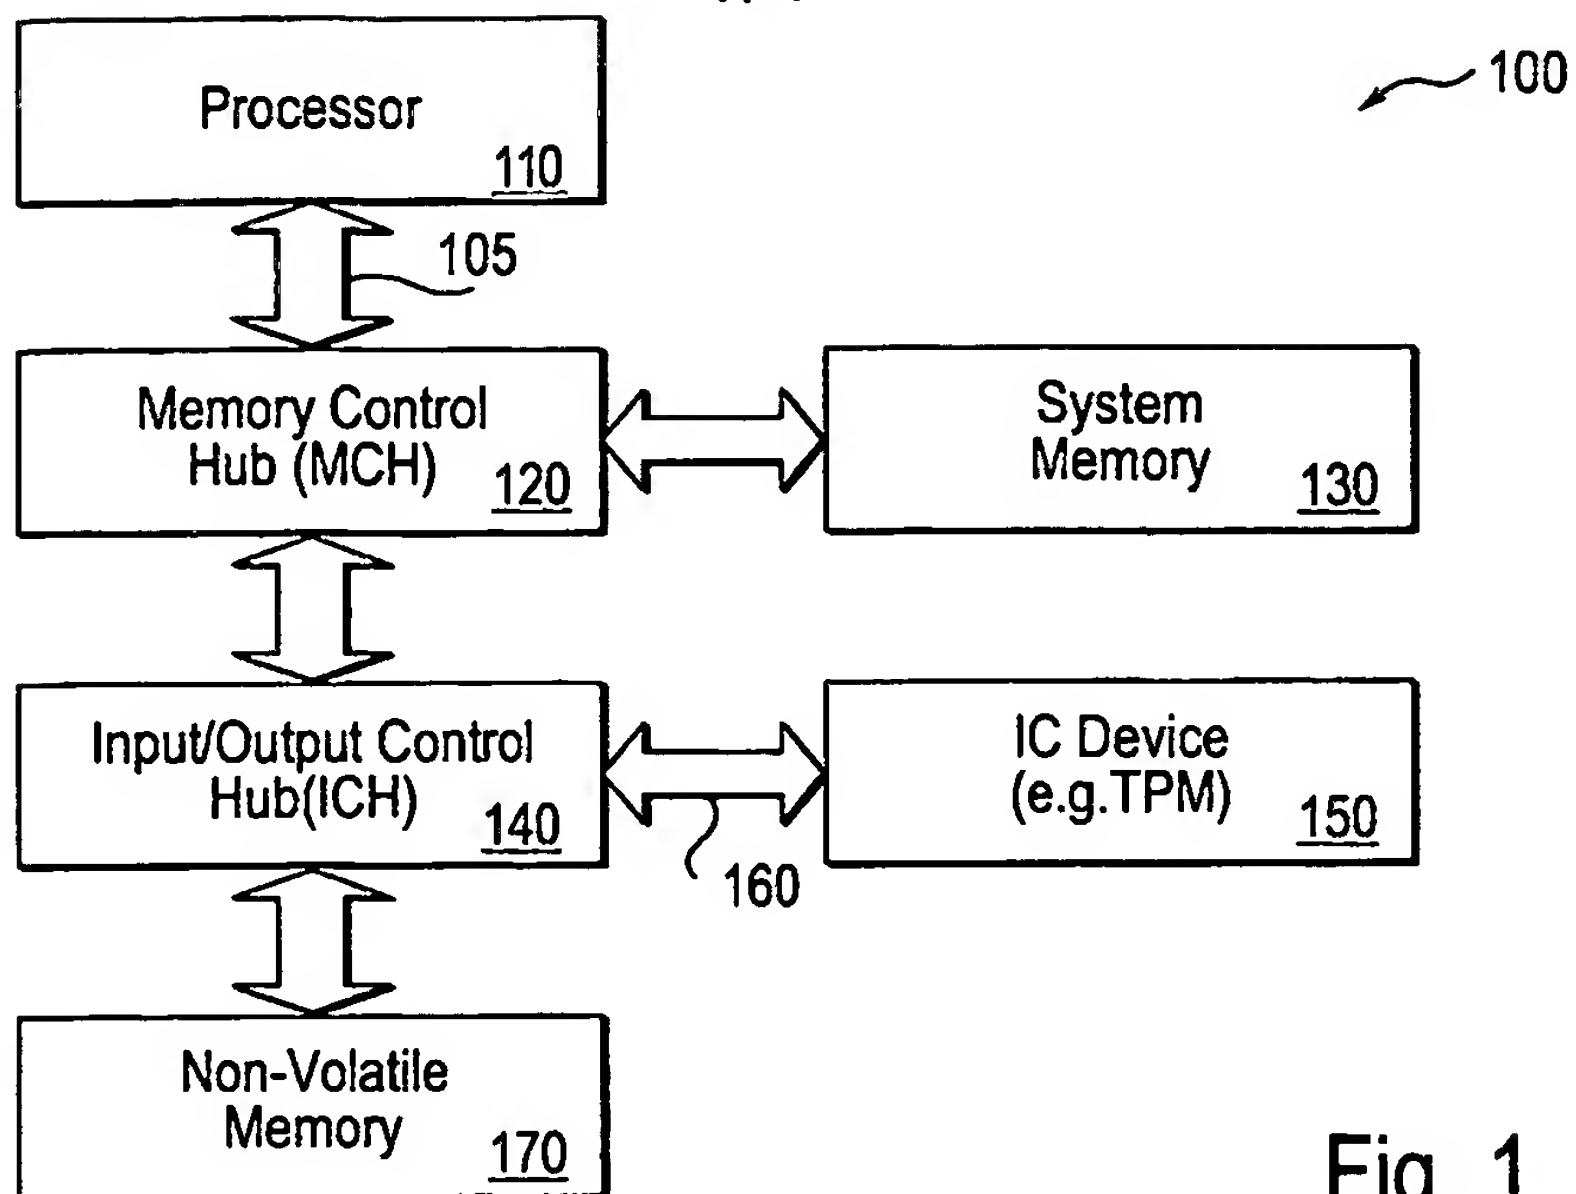 100
Processor
110
105
Memory Control
Hub (MCH)
120
System
Memory
130
Input/Output Control
Hub(ICH)
140
IC Device
(e.g.TPM)
150
160
Non-Volatile
Memory
170
Fig. 1